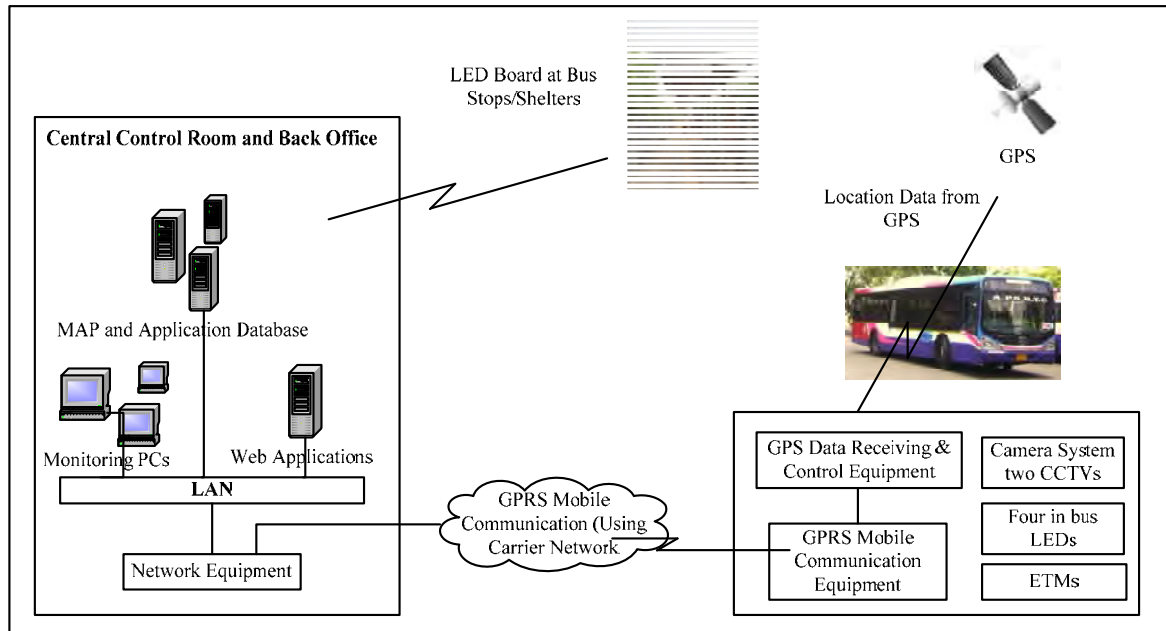 LED Board at Bus
Stops/Shelters
GPS
Central Control Room and Back Office
Location Data from
GPS
A.P.S.R.T.C
MAP and Application Database
Monitoring PCs
Web Applications
LAN
GPRS Mobile
Communication (Using
Carrier Network
Network Equipment
GPS Data Receiving &
Control Equipment
GPRS Mobile
Communication
Equipment
Camera System
two CCTVs
Four in bus
LEDs
ETMs